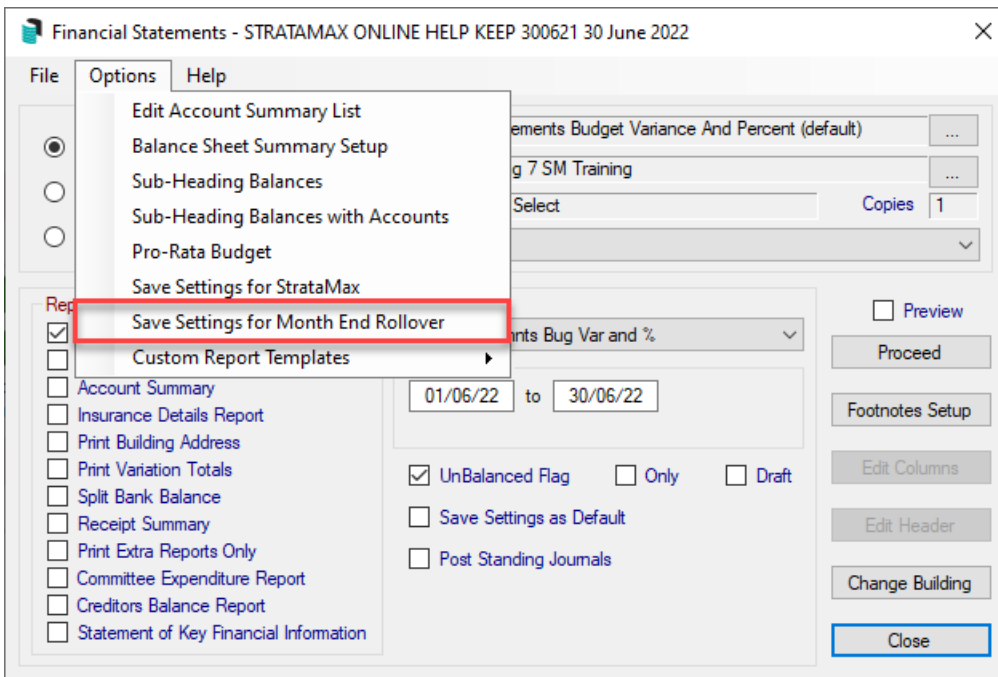 Financial Statements - STRATAMAX ONLINE HELP KEEP 300621 30 June 2022
File Options Help
Edit Account Summary List
Balance Sheet Summary Setup
Sub-Heading Balances
Sub-Heading Balances with Accounts
Pro-Rata Budget
Save Settings for StrataMax
Save Settings for Month End Rollover
Custom Report Templates
ements Budget Variance And Percent (default) ...
g 7 SM Training ...
Select Copies 1
Rep
nnts Bug Var and %
Account Summary
Insurance Details Report
Print Building Address
Print Variation Totals
Split Bank Balance
Receipt Summary
Print Extra Reports Only
Committee Expenditure Report
Creditors Balance Report
Statement of Key Financial Information
01/06/22 to 30/06/22
UnBalanced Flag Only Draft
Save Settings as Default
Post Standing Journals
Preview
Proceed
Footnotes Setup
Edit Columns
Edit Header
Change Building
Close